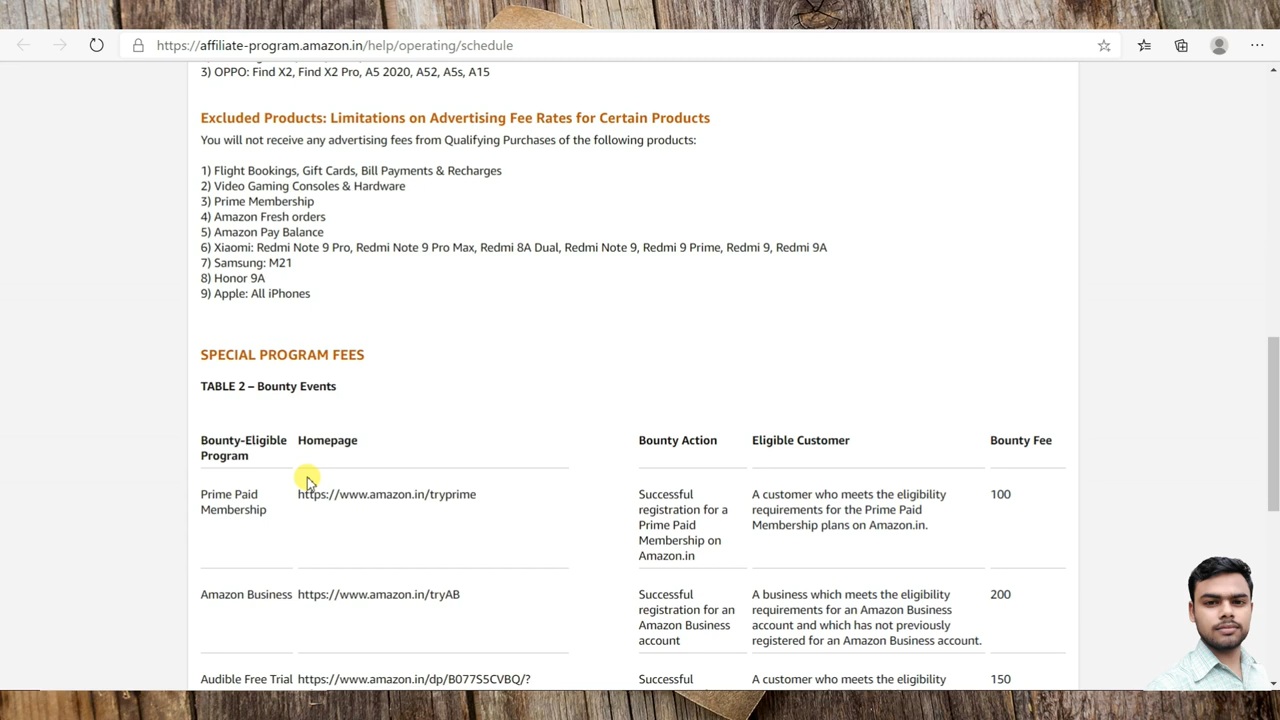 https://affiliate-program.amazon.in/help/operating/schedule
3) OPPO: Find X2, Find X2 Pro, A5 2020, A52, A5s, A15
Excluded Products: Limitations on Advertising Fee Rates for Certain Products
You will not receive any advertising fees from Qualifying Purchases of the following products:
1) Flight Bookings, Gift Cards, Bill Payments & Recharges
2) Video Gaming Consoles & Hardware
3) Prime Membership
4) Amazon Fresh orders
5) Amazon Pay Balance
6) Xiaomi: Redmi Note 9 Pro, Redmi Note 9 Pro Max, Redmi 8A Dual, Redmi Note 9, Redmi 9 Prime, Redmi 9, Redmi 9A
7) Samsung: M21
8) Honor 9A
9) Apple: All iPhones
SPECIAL PROGRAM FEES
TABLE 2 – Bounty Events
Bounty-Eligible Program
Homepage
Bounty Action
Eligible Customer
Bounty Fee
Prime Paid
Membership
https://www.amazon.in/tryprime
Successful
registration for a
Prime Paid
Membership on
Amazon.in
A customer who meets the eligibility
requirements for the Prime Paid
Membership plans on Amazon.in.
100
Amazon Business
https://www.amazon.in/tryAB
Successful
registration for an
Amazon Business
account
A business which meets the eligibility
requirements for an Amazon Business
account and which has not previously
registered for an Amazon Business account.
200
Audible Free Trial
https://www.amazon.in/dp/B077S5CVBQ/?
Successful
A customer who meets the eligibility
150